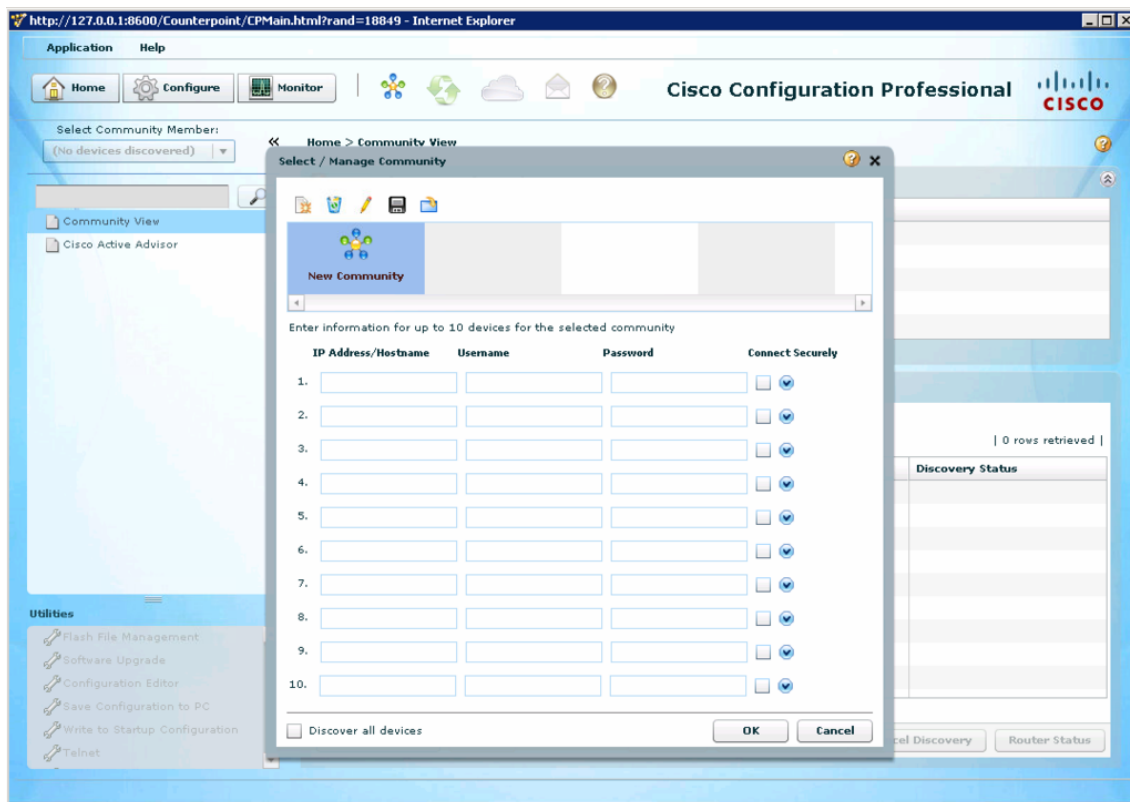 http://127.0.0.1:8600/Counterpoint/CPMain.html?rand=18849 - Internet Explorer
Application Help
Home Configure Monitor
Cisco Configuration Professional
CISCO
Select Community Member:
(No devices discovered)
« Home > Community View
Select / Manage Community
Community View
Cisco Active Advisor
New Community
Enter information for up to 10 devices for the selected community
IP Address/Hostname Username Password Connect Securely
1.
2.
3.
4.
5.
6.
7.
8.
9.
10.
| 0 rows retrieved |
Discovery Status
Utilities
Flash File Management
Software Upgrade
Configuration Editor
Save Configuration to PC
Write to Startup Configuration
Telnet
Discover all devices
OK Cancel
Discovery Router Status